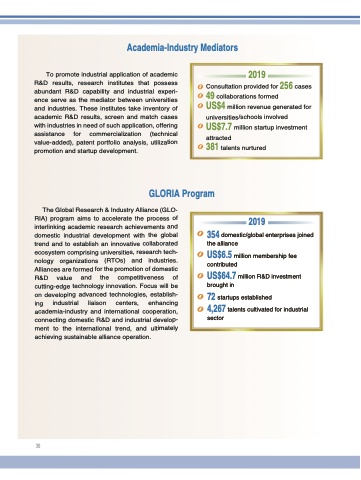 Academia-Industry Mediators
To promote industrial application of academic
R&D results, research institutes that possess
abundant R&D capability and industrial experi-
ence serve as the mediator between universities
and industries. These institutes take inventory of
academic R&D results, screen and match cases
with industries in need of such application, offering
assistance for commercialization (technical
value-added), patent portfolio analysis, utilization
promotion and startup development.
2019
Consultation provided for 256 cases
49 collaborations formed
US$4 million revenue generated for
universities/schools involved
US$7.7 million startup investment
attracted
381 talents nurtured
GLORIA Program
The Global Research & Industry Alliance (GLO-
RIA) program aims to accelerate the process of
interlinking academic research achievements and
domestic industrial development with the global
trend and to establish an innovative collaborated
ecosystem comprising universities, research tech-
nology organizations (RTOs) and industries.
Alliances are formed for the promotion of domestic
R&D value and the competitiveness of
cutting-edge technology innovation. Focus will be
on developing advanced technologies, establish-
ing industrial liaison centers, enhancing
academia-industry and international cooperation,
connecting domestic R&D and industrial develop-
ment to the international trend, and ultimately
achieving sustainable alliance operation.
2019
354 domestic/global enterprises joined
the alliance
US$6.5 million membership fee
contributed
US$64.7 million R&D investment
brought in
72 startups established
4,267 talents cultivated for industrial
sector